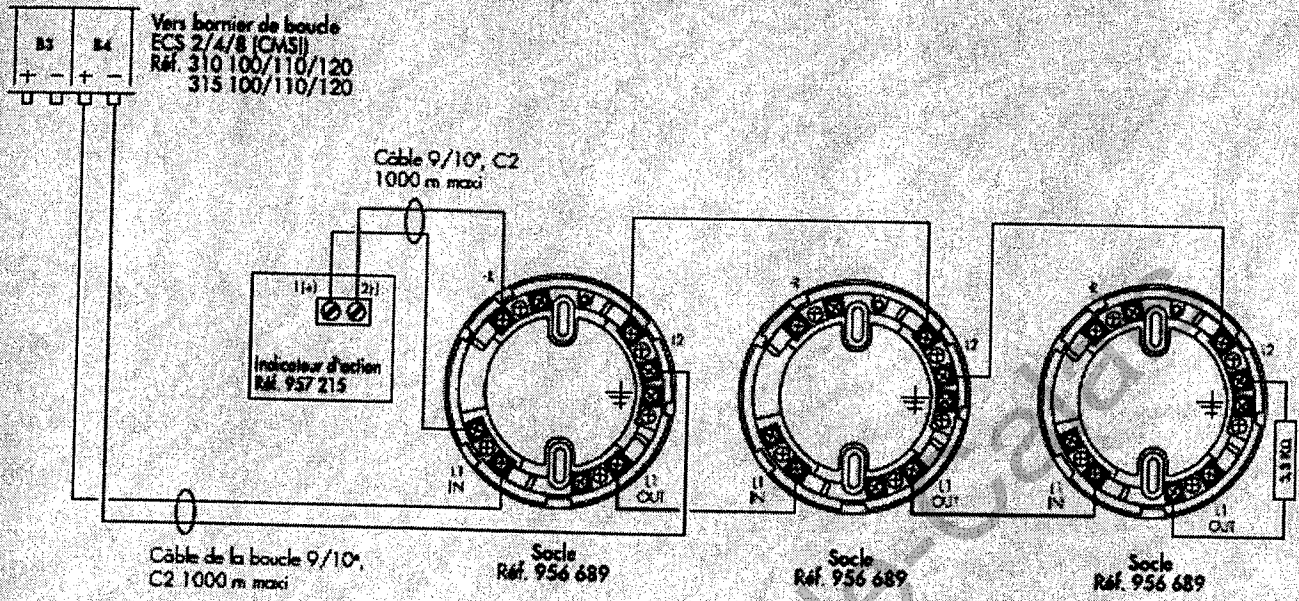 B3 B4
+ - + -
Vers bornier de boucle
ECS 2/4/8 (CMSI)
Réf. 310 100/110/120
315 100/110/120
Câble 9/10°, C2
1000 m maxi
1(+) 2(-)
Indicateur d'action
Réf. 957 215
-R
L2
L1
IN
L1
OUT
-R
L2
L1
IN
L1
OUT
-R
L2
L1
IN
L1
OUT
3,8 KΩ
Socle
Réf. 956 689
Socle
Réf. 956 689
Socle
Réf. 956 689
Câble de la boucle 9/10°,
C2 1000 m maxi